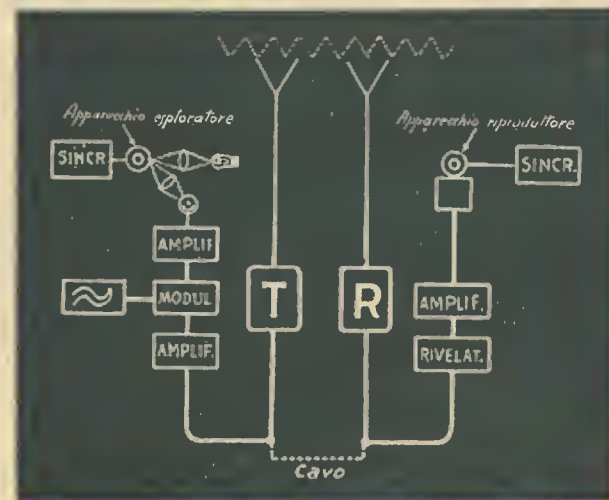 Apparecchio esploratore
Apparecchio riproduttore
SINCR.
SINCR.
AMPLIF.
MODUL.
AMPLIF.
T
R
AMPLIF.
RIVELAT.
Cavo